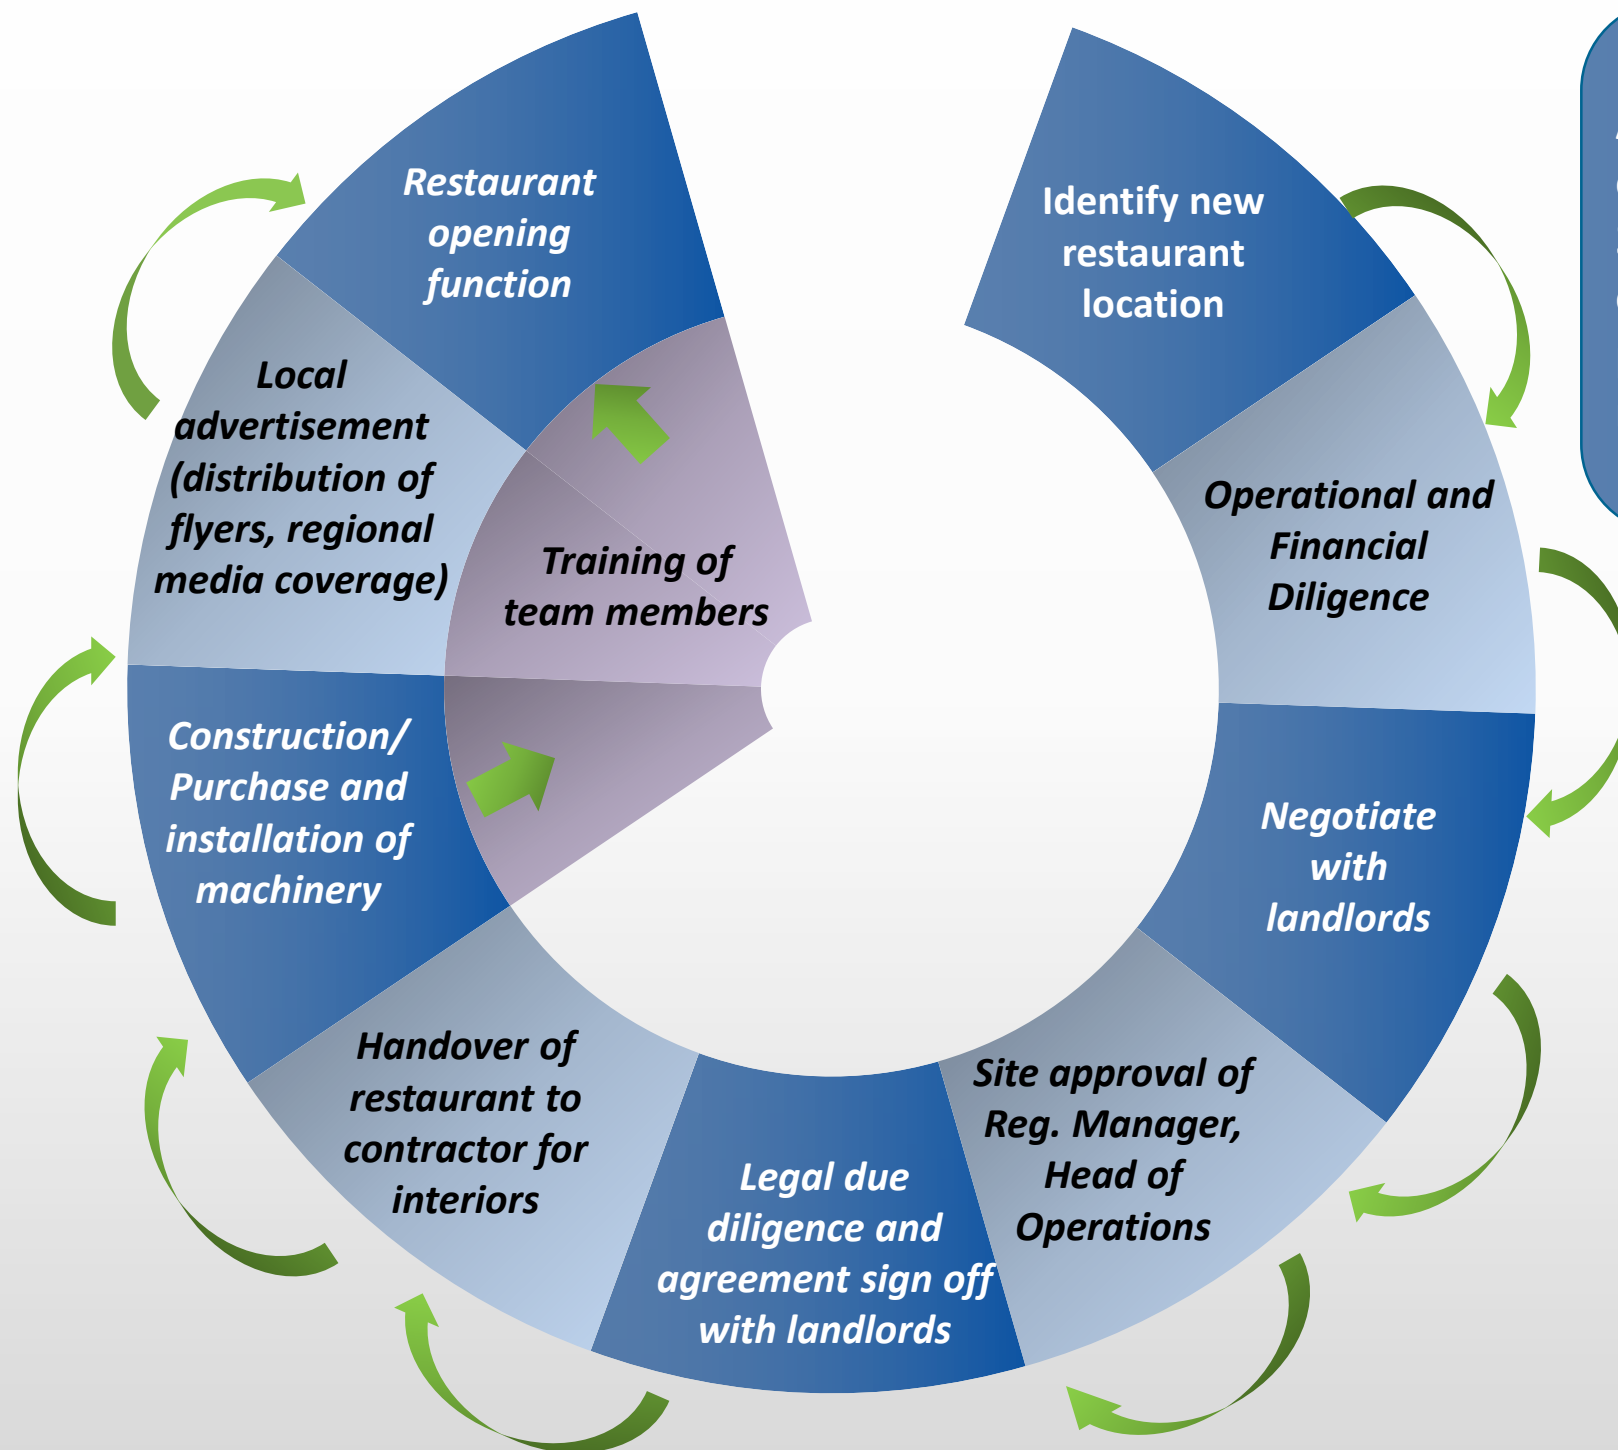 Identify new
restaurant
location
Operational and
Financial
Diligence
Negotiate
with
landlords
Site approval of
Reg. Manager,
Head of
Operations
Legal due
diligence and
agreement sign off
with landlords
Handover of
restaurant to
contractor for
interiors
Construction/
Purchase and
installation of
machinery
Local
advertisement
(distribution of
flyers, regional
media coverage)
Restaurant
opening
function
Training of
team members